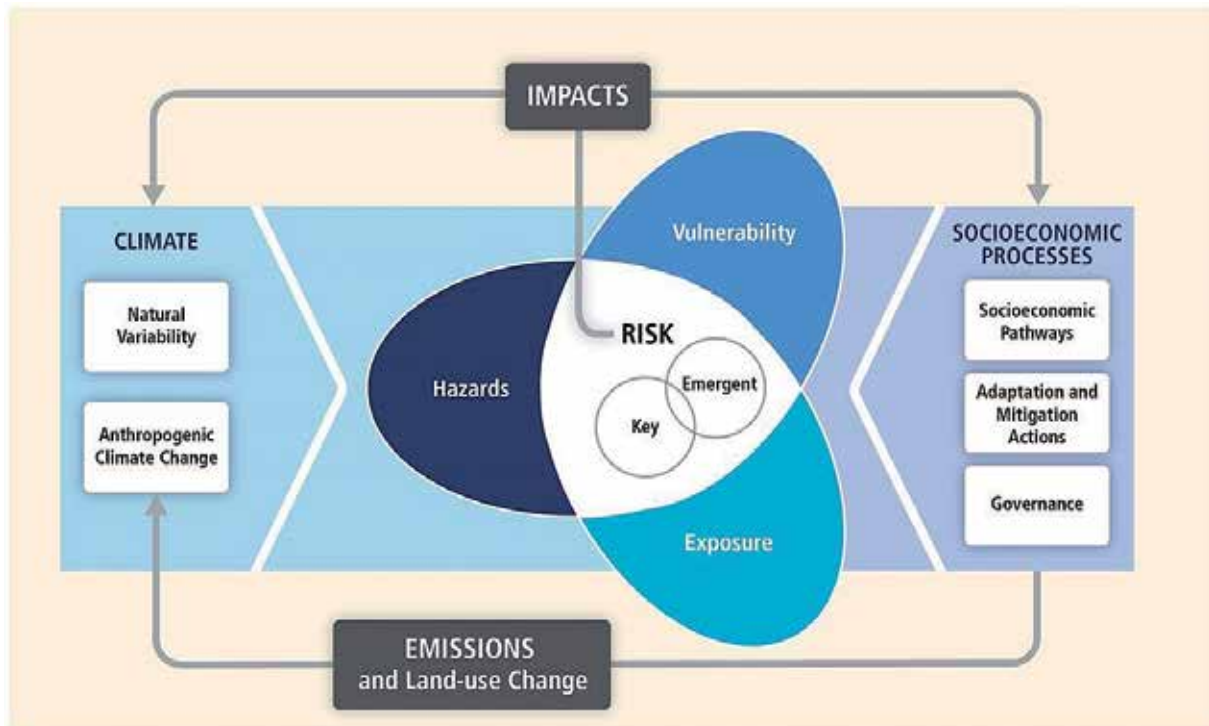 IMPACTS
CLIMATE
Natural
Variability
Anthropogenic
Climate Change
Vulnerability
Hazards
RISK
Emergent
Key
Exposure
SOCIOECONOMIC
PROCESSES
Socioeconomic
Pathways
Adaptation and
Mitigation
Actions
Governance
EMISSIONS
and Land-use Change